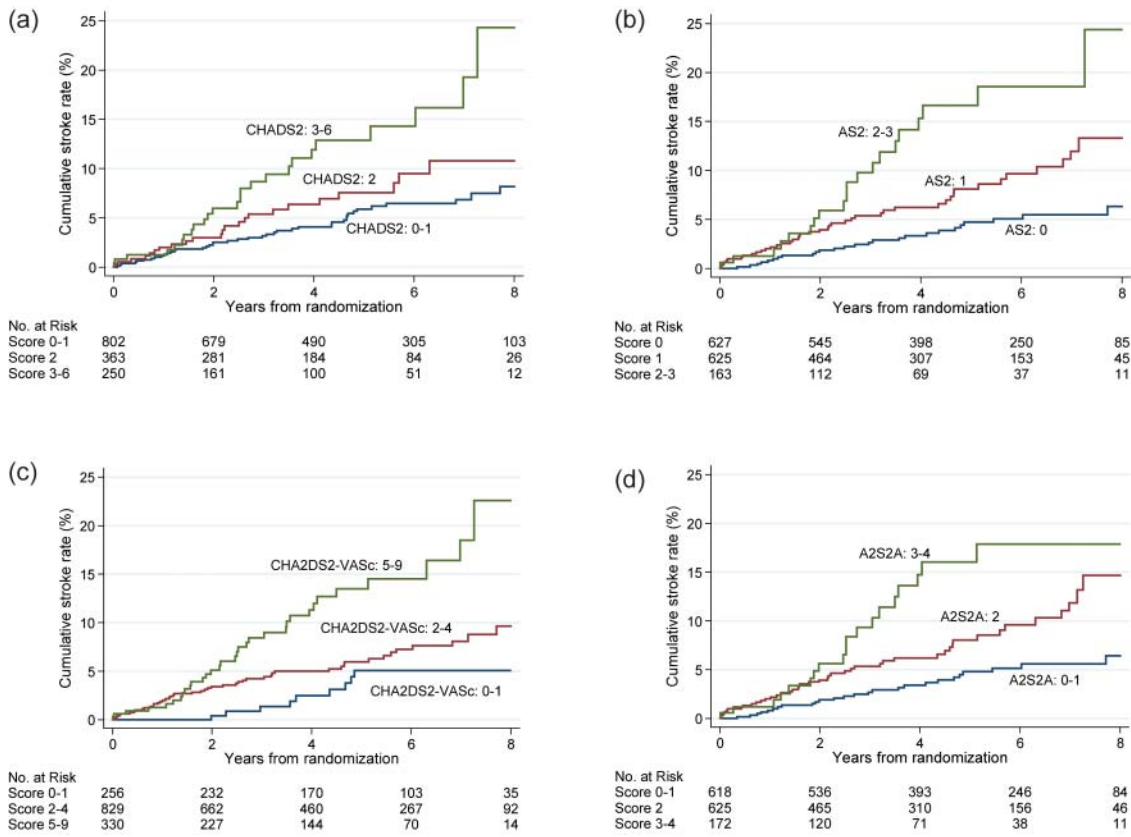 (a)
25
20
15
10
5
0
Cumulative stroke rate (%)
CHADS2: 3-6
CHADS2: 2
CHADS2: 0-1
0 2 4 6 8
Years from randomization
No. at Risk
Score 0-1 802 679 490 305 103
Score 2 363 281 184 84 26
Score 3-6 250 161 100 51 12
(b)
25
20
15
10
5
0
Cumulative stroke rate (%)
AS2: 2-3
AS2: 1
AS2: 0
0 2 4 6 8
Years from randomization
No. at Risk
Score 0 627 545 398 250 85
Score 1 625 464 307 153 45
Score 2-3 163 112 69 37 11
(c)
25
20
15
10
5
0
Cumulative stroke rate (%)
CHA2DS2-VASc: 5-9
CHA2DS2-VASc: 2-4
CHA2DS2-VASc: 0-1
0 2 4 6 8
Years from randomization
No. at Risk
Score 0-1 256 232 170 103 35
Score 2-4 829 662 460 267 92
Score 5-9 330 227 144 70 14
(d)
25
20
15
10
5
0
Cumulative stroke rate (%)
A2S2A: 3-4
A2S2A: 2
A2S2A: 0-1
0 2 4 6 8
Years from randomization
No. at Risk
Score 0-1 618 536 393 246 84
Score 2 625 465 310 156 46
Score 3-4 172 120 71 38 11